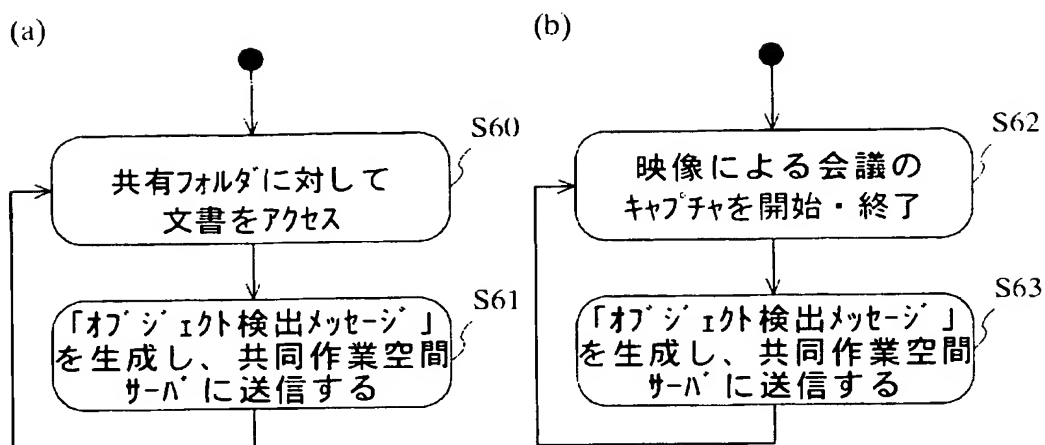 (a)
S60
共有フォルダに対して
文書をアクセス
S61
「オブジェクト検出メッセージ」
を生成し、共同作業空間
サーバに送信する
(b)
S62
映像による会議の
キャプチャを開始・終了
S63
「オブジェクト検出メッセージ」
を生成し、共同作業空間
サーバに送信する